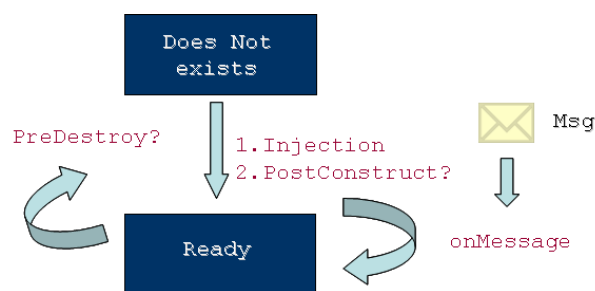 Does Not
exists
PreDestroy?
1.Injection
2.PostConstruct?
Msg
Ready
onMessage